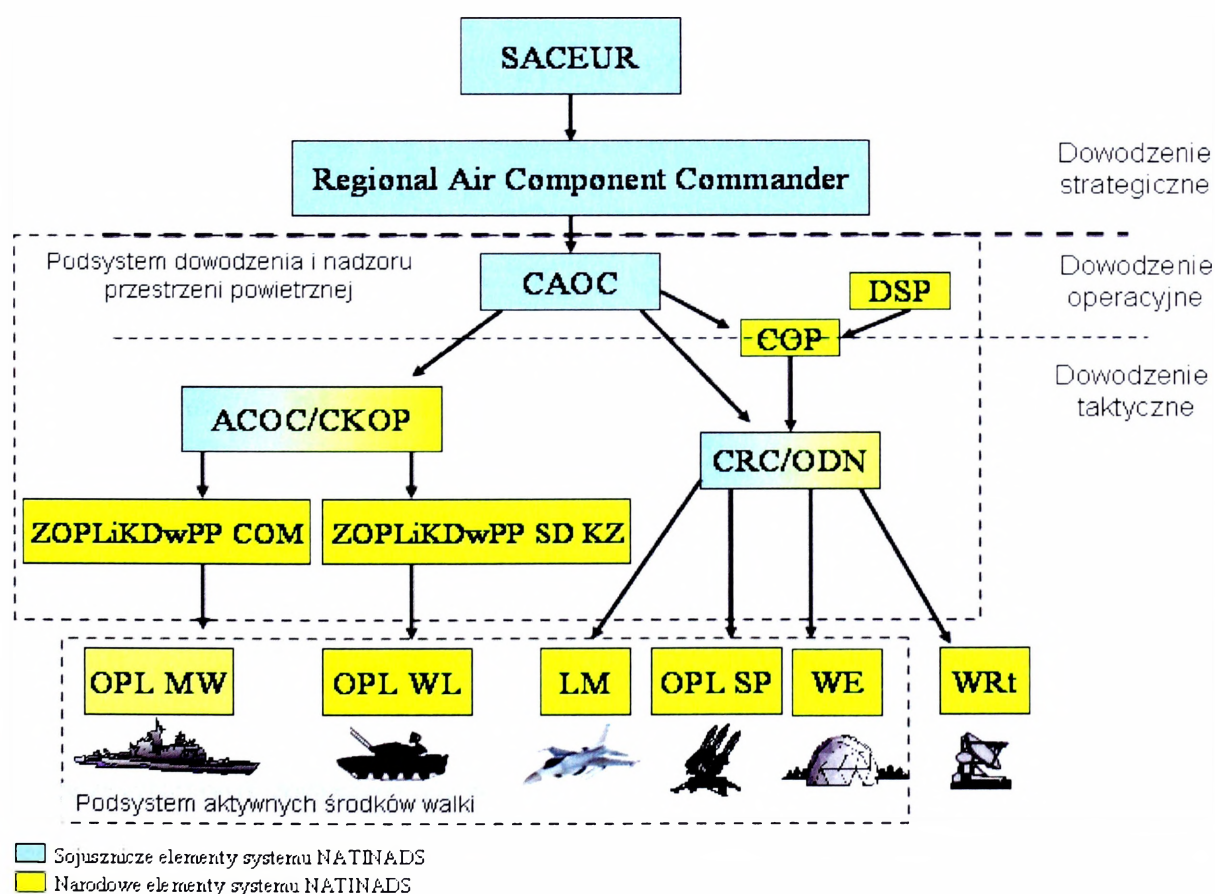 SACEUR
Regional Air Component Commander
Dowodzenie
strategiczne
Podsystem dowodzenia i nadzoru
przestrzeni powietrznej
CAOC
DSP
Dowodzenie
operacyjne
COP
Dowodzenie
taktyczne
ACOC/CKOP
CRC/ODN
ZOPLiKDwPP COM
ZOPLiKDwPP SD KZ
OPL MW
OPL WL
LM
OPL SP
WE
WRt
Podsystem aktywnych środków walki
Sojusznicze elementy systemu NATINADS
Narodowe elementy systemu NATINADS